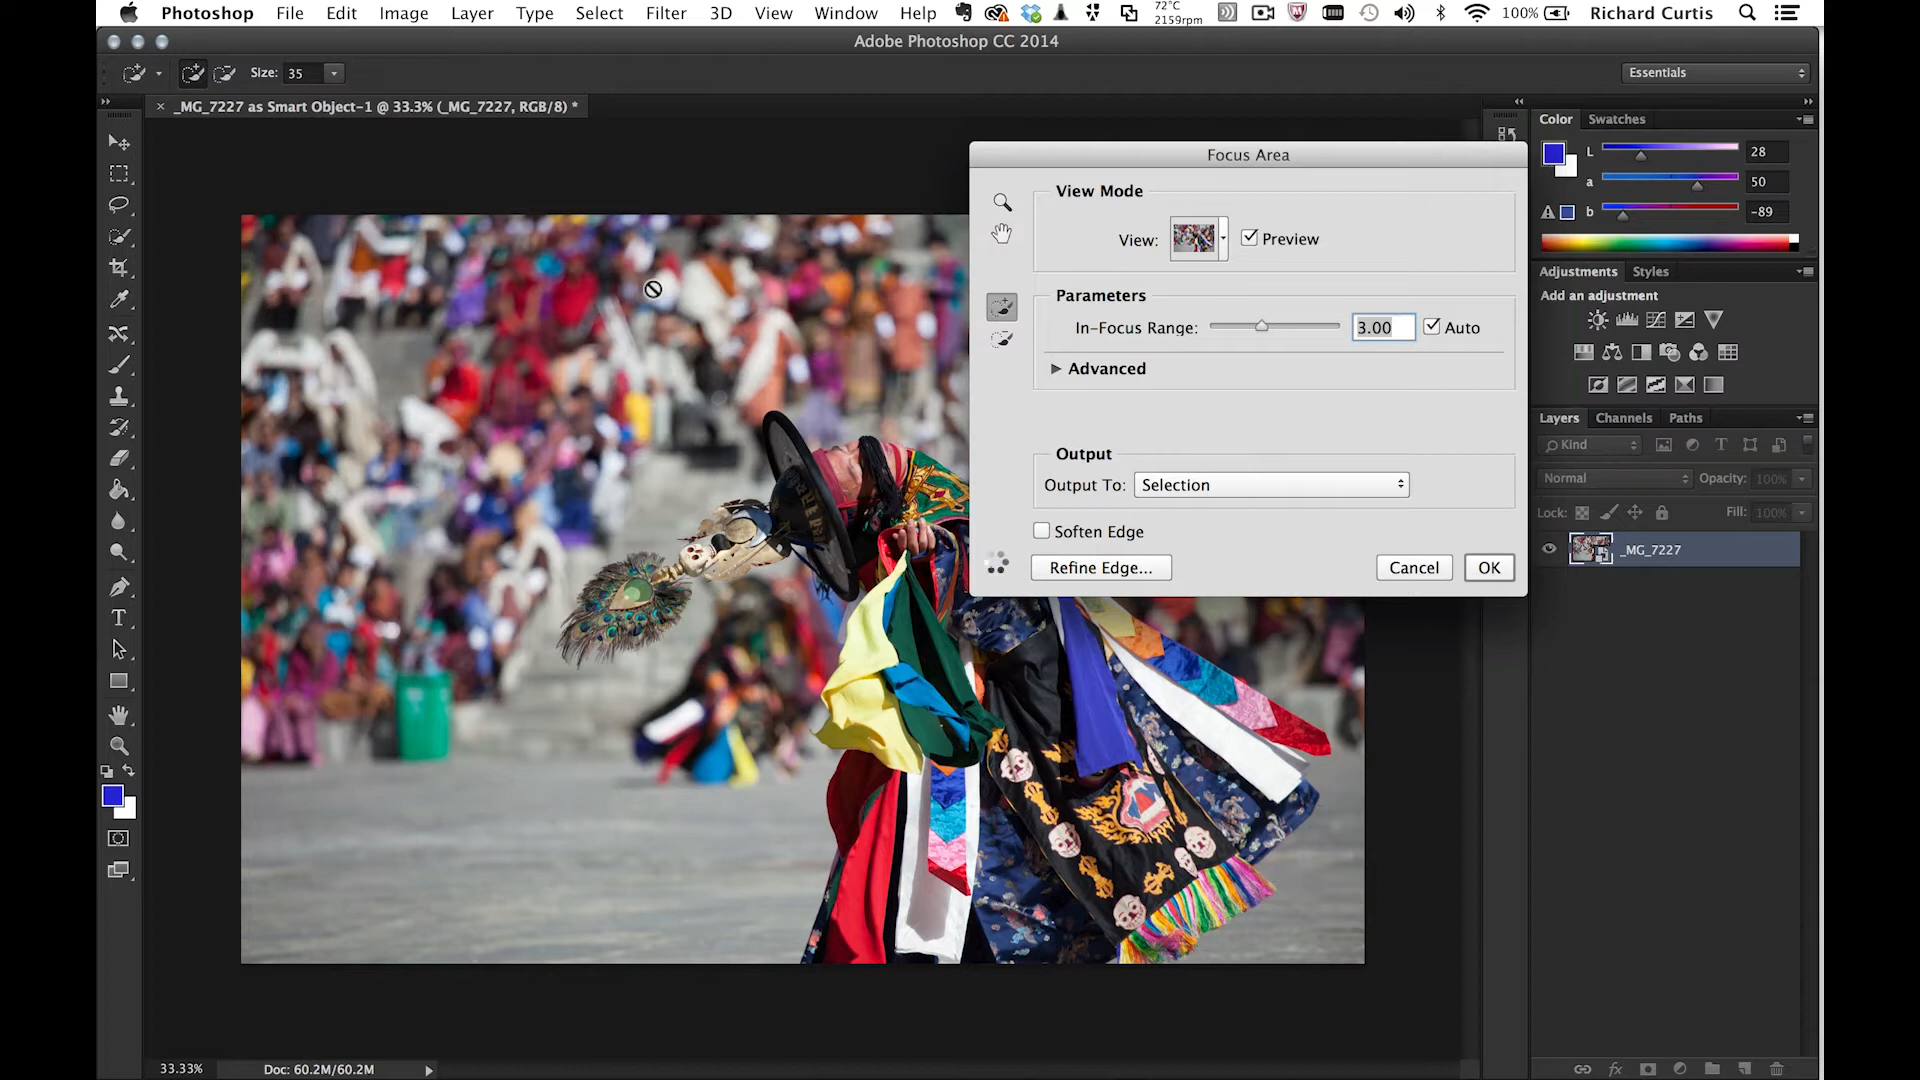 Photoshop File Edit Image Layer Type Select Filter 3D View Window Help 72°C 2159rpm 100% Richard Curtis
Adobe Photoshop CC 2014
Size: 35 Essentials
× _MG_7227 as Smart Object-1 @ 33.3% (_MG_7227, RGB/8) *
Color Swatches
L 28
a 50
b -89
Focus Area
View Mode
View: Preview
Parameters
In-Focus Range: 3.00 Auto
Advanced
Output
Output To: Selection
Soften Edge
Refine Edge... Cancel OK
Adjustments Styles
Add an adjustment
Layers Channels Paths
Kind
Normal Opacity: 100%
Lock: Fill: 100%
_MG_7227
33.33% Doc: 60.2M/60.2M